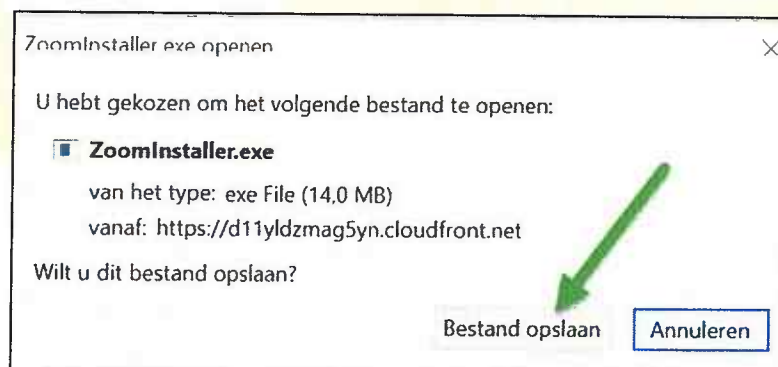 ZoomInstaller.exe openen
U hebt gekozen om het volgende bestand te openen:
ZoomInstaller.exe
van het type: exe File (14,0 MB)
vanaf: https://d11yldzmag5yn.cloudfront.net
Wilt u dit bestand opslaan?
Bestand opslaan
Annuleren